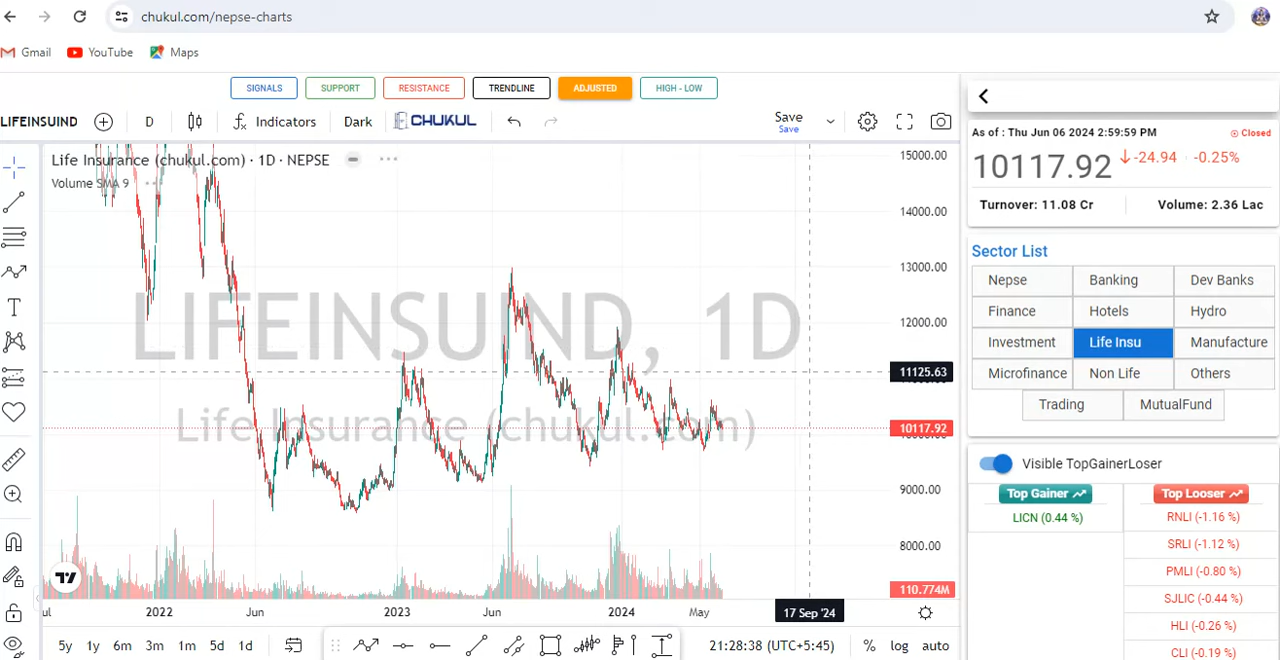 chukul.com/nepse-charts
Gmail YouTube Maps
SIGNALS SUPPORT RESISTANCE TRENDLINE ADJUSTED HIGH - LOW
LIFEINSUIND D Indicators Dark CHUKUL Save
Save
Life Insurance (chukul.com) · 1D · NEPSE
Volume SMA 9
LIFEINSUIND, 1D
Life Insurance (chukul.com)
15000.00
14000.00
13000.00
12000.00
11125.63
10117.92
10000.00
9000.00
8000.00
110.774M
2022 Jun 2023 Jun 2024 May 17 Sep '24
5y 1y 6m 3m 1m 5d 1d 21:28:38 (UTC+5:45) % log auto
As of : Thu Jun 06 2024 2:59:59 PM Closed
10117.92 -24.94 -0.25%
Turnover: 11.08 Cr Volume: 2.36 Lac
Sector List
Nepse Banking Dev Banks
Finance Hotels Hydro
Investment Life Insu Manufacture
Microfinance Non Life Others
Trading MutualFund
Visible TopGainerLoser
Top Gainer Top Looser
LICN (0.44 %) RNLI (-1.16 %)
SRLI (-1.12 %)
PMLI (-0.80 %)
SJLIC (-0.44 %)
HLI (-0.26 %)
CLI (-0.19 %)